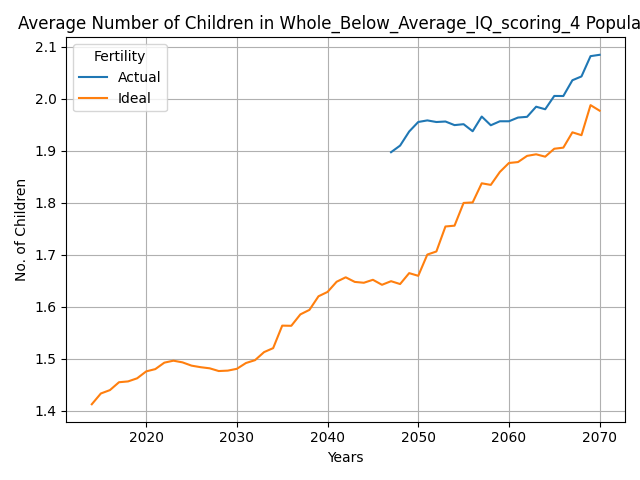 Average Number of Children in Whole_Below_Average_IQ_scoring_4 Popula
Fertility
Actual
Ideal
No. of Children
2.1
2.0
1.9
1.8
1.7
1.6
1.5
1.4
2020 2030 2040 2050 2060 2070
Years